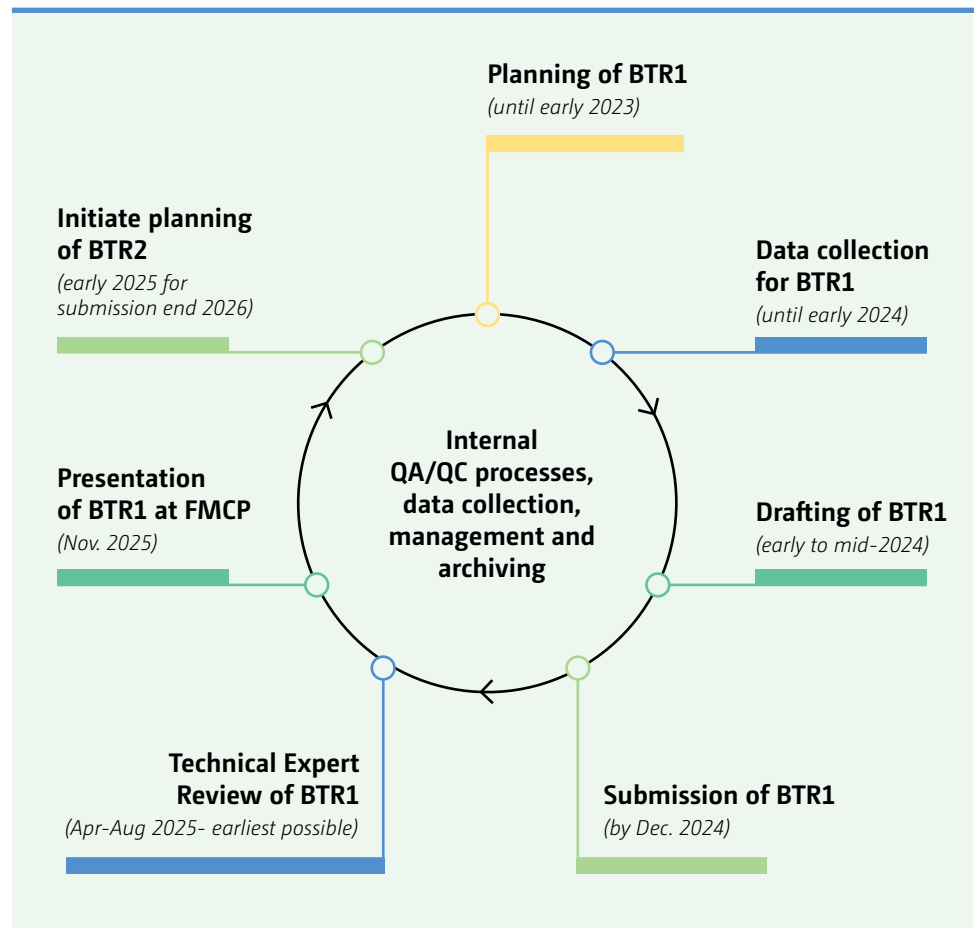 Planning of BTR1
(until early 2023)
Data collection
for BTR1
(until early 2024)
Drafting of BTR1
(early to mid-2024)
Submission of BTR1
(by Dec. 2024)
Technical Expert
Review of BTR1
(Apr-Aug 2025- earliest possible)
Presentation
of BTR1 at FMCP
(Nov. 2025)
Initiate planning
of BTR2
(early 2025 for
submission end 2026)
Internal
QA/QC processes,
data collection,
management and
archiving